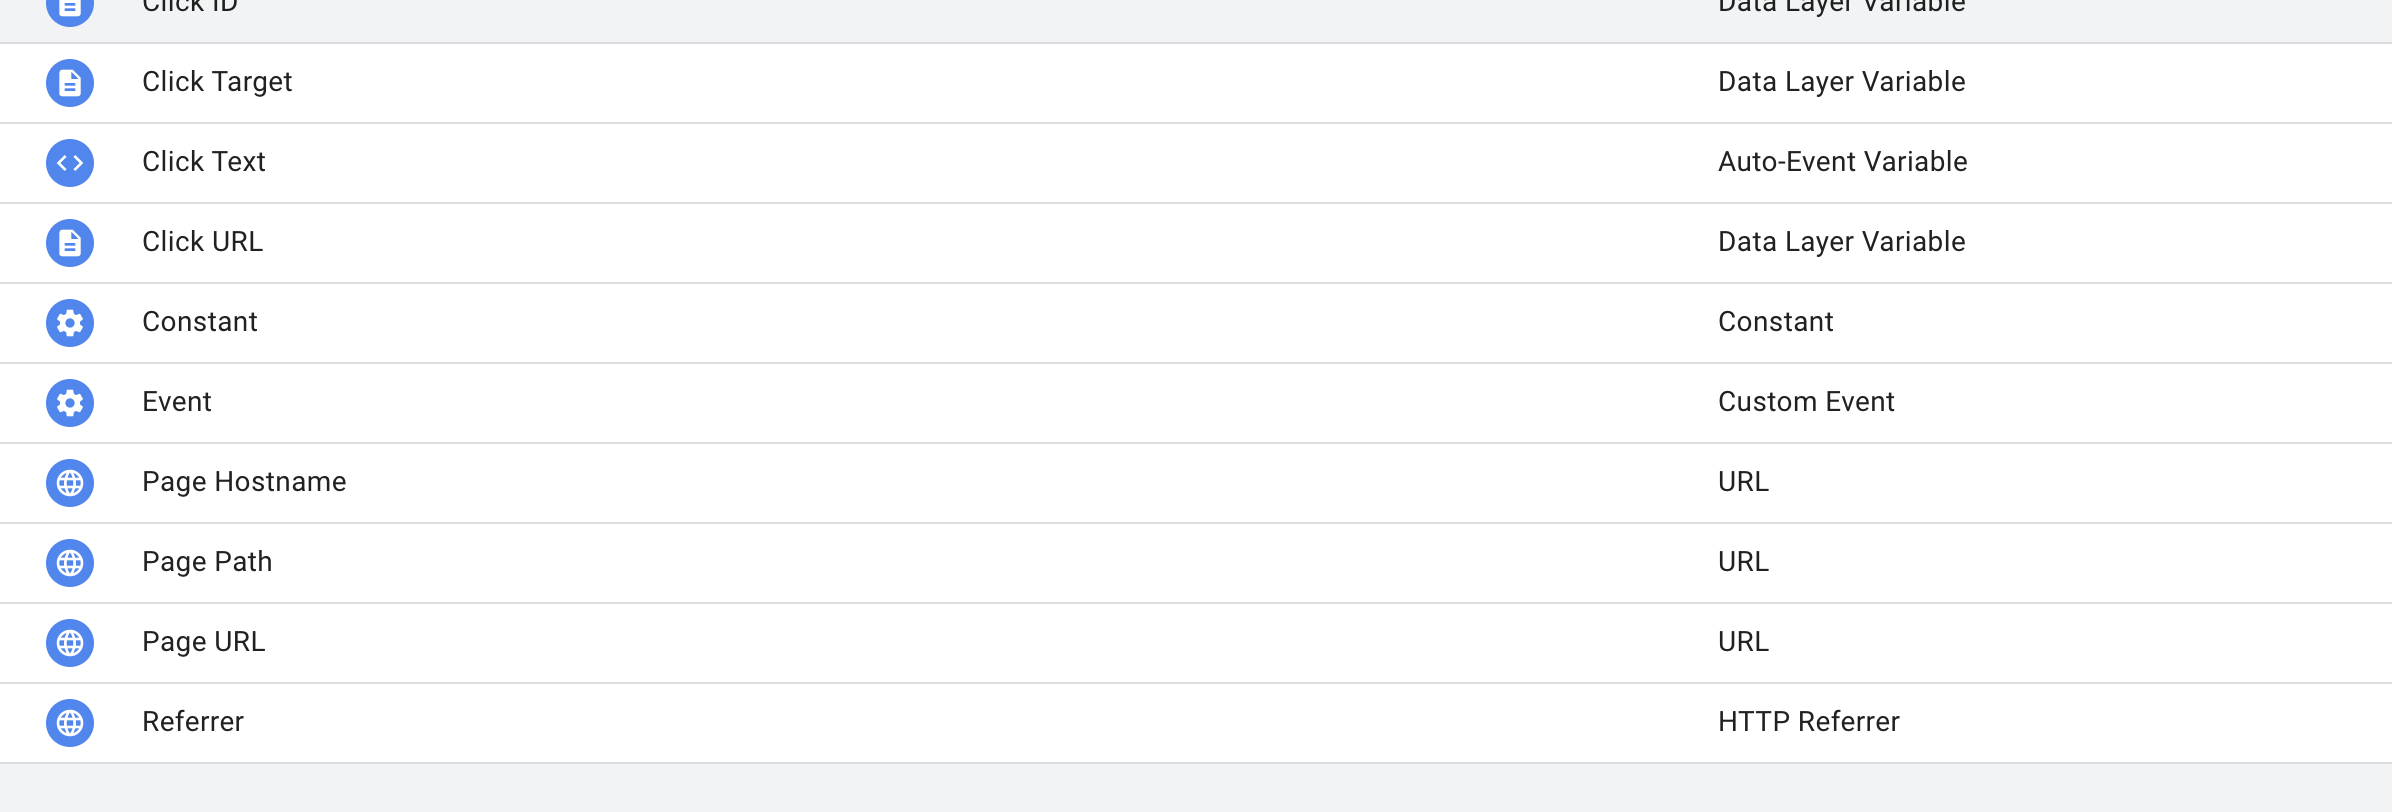 Click ID Data Layer Variable
Click Target Data Layer Variable
Click Text Auto-Event Variable
Click URL Data Layer Variable
Constant Constant
Event Custom Event
Page Hostname URL
Page Path URL
Page URL URL
Referrer HTTP Referrer